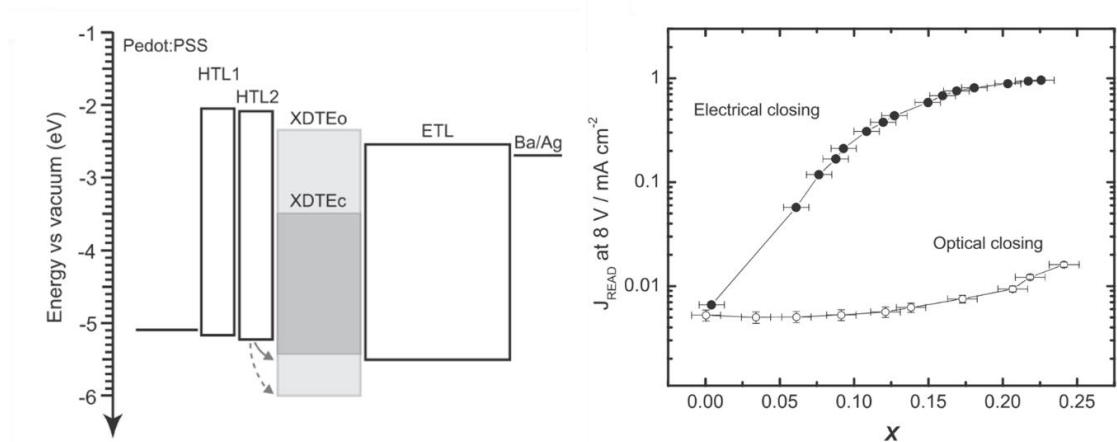 -1
-2
-3
-4
-5
-6
Energy vs vacuum (eV)
Pedot:PSS
HTL1
HTL2
XDTEo
XDTEc
ETL
Ba/Ag
J_READ at 8 V / mA cm⁻²
1
0.1
0.01
Electrical closing
Optical closing
0.00 0.05 0.10 0.15 0.20 0.25
X